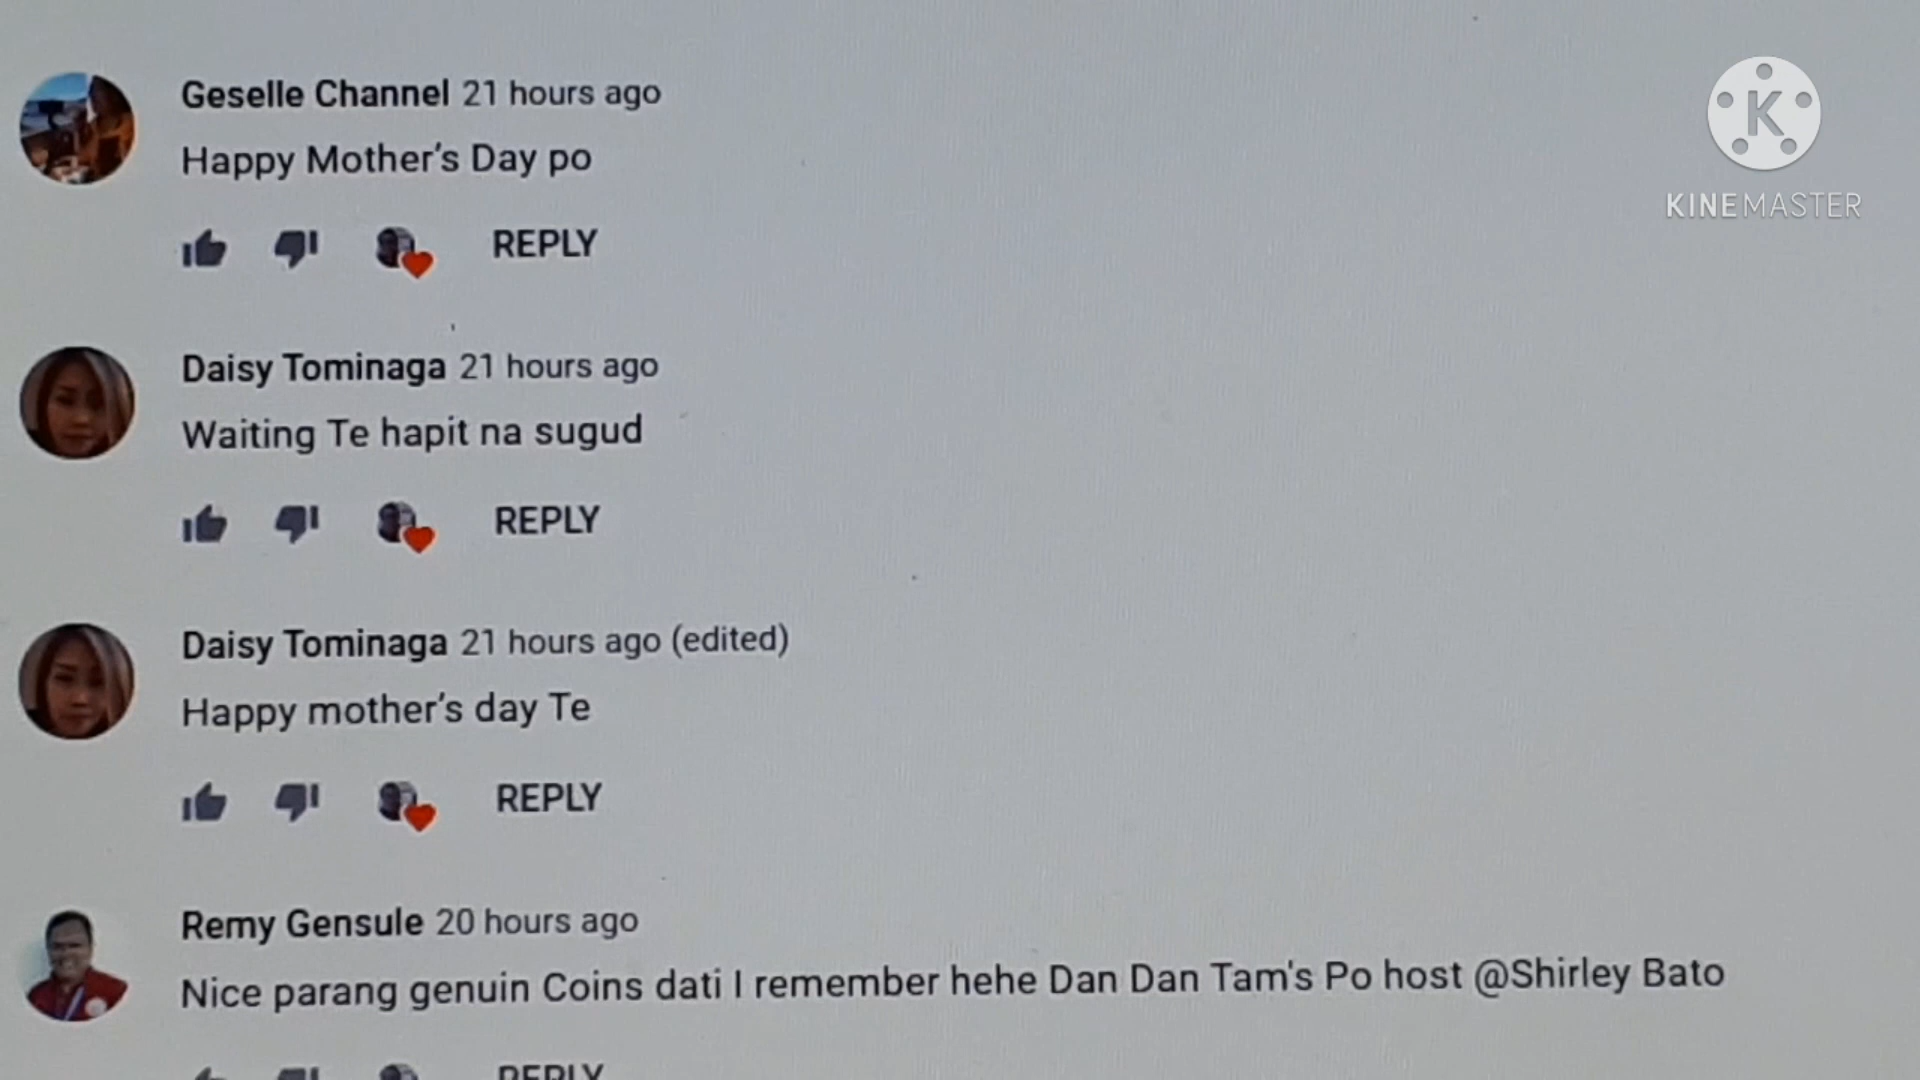 Geselle Channel 21 hours ago
Happy Mother's Day po
REPLY
Daisy Tominaga 21 hours ago
Waiting Te hapit na sugud
REPLY
Daisy Tominaga 21 hours ago (edited)
Happy mother's day Te
REPLY
Remy Gensule 20 hours ago
Nice parang genuin Coins dati I remember hehe Dan Dan Tam's Po host @Shirley Bato
REPLY
K
KINEMASTER